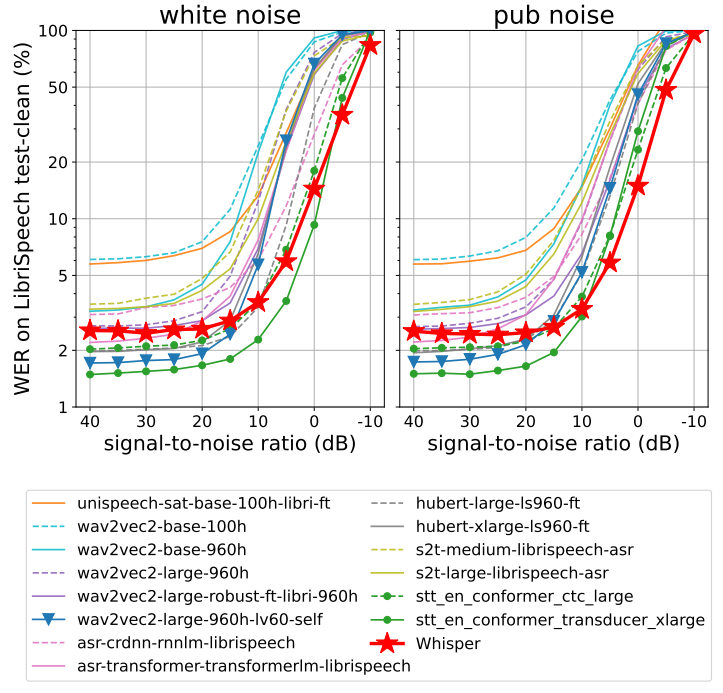 white noise
pub noise
WER on LibriSpeech test-clean (%)
100
50
20
10
5
2
1
40 30 20 10 0 -10
40 30 20 10 0 -10
signal-to-noise ratio (dB)
signal-to-noise ratio (dB)
unispeech-sat-base-100h-libri-ft
wav2vec2-base-100h
wav2vec2-base-960h
wav2vec2-large-960h
wav2vec2-large-robust-ft-libri-960h
wav2vec2-large-960h-lv60-self
asr-crdnn-rnnlm-librispeech
asr-transformer-transformerlm-librispeech
hubert-large-ls960-ft
hubert-xlarge-ls960-ft
s2t-medium-librispeech-asr
s2t-large-librispeech-asr
stt_en_conformer_ctc_large
stt_en_conformer_transducer_xlarge
Whisper